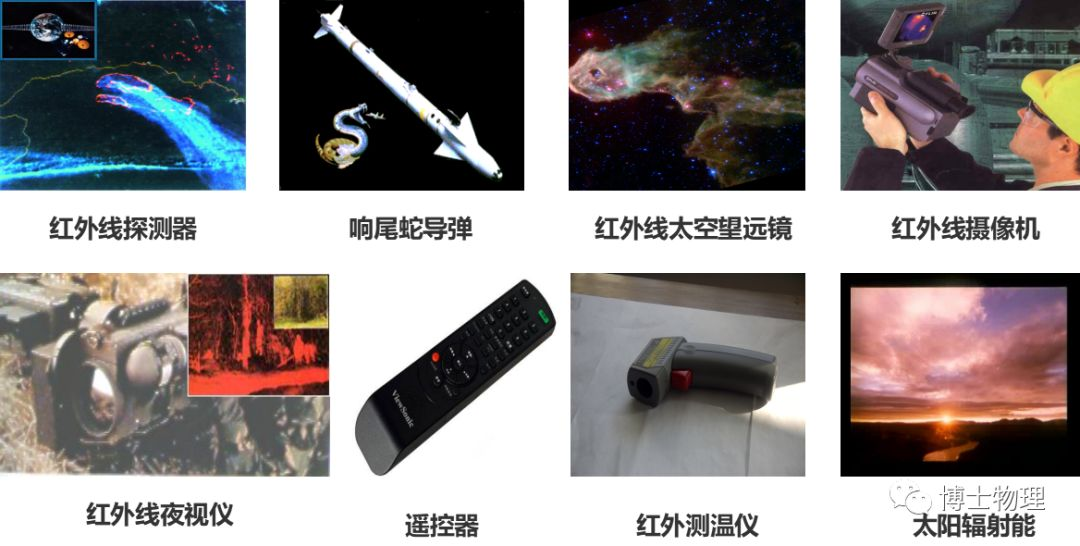 红外线探测器
响尾蛇导弹
红外线太空望远镜
红外线摄像机
ViewSonic
红外线夜视仪
遥控器
红外测温仪
太阳辐射能
博士物理